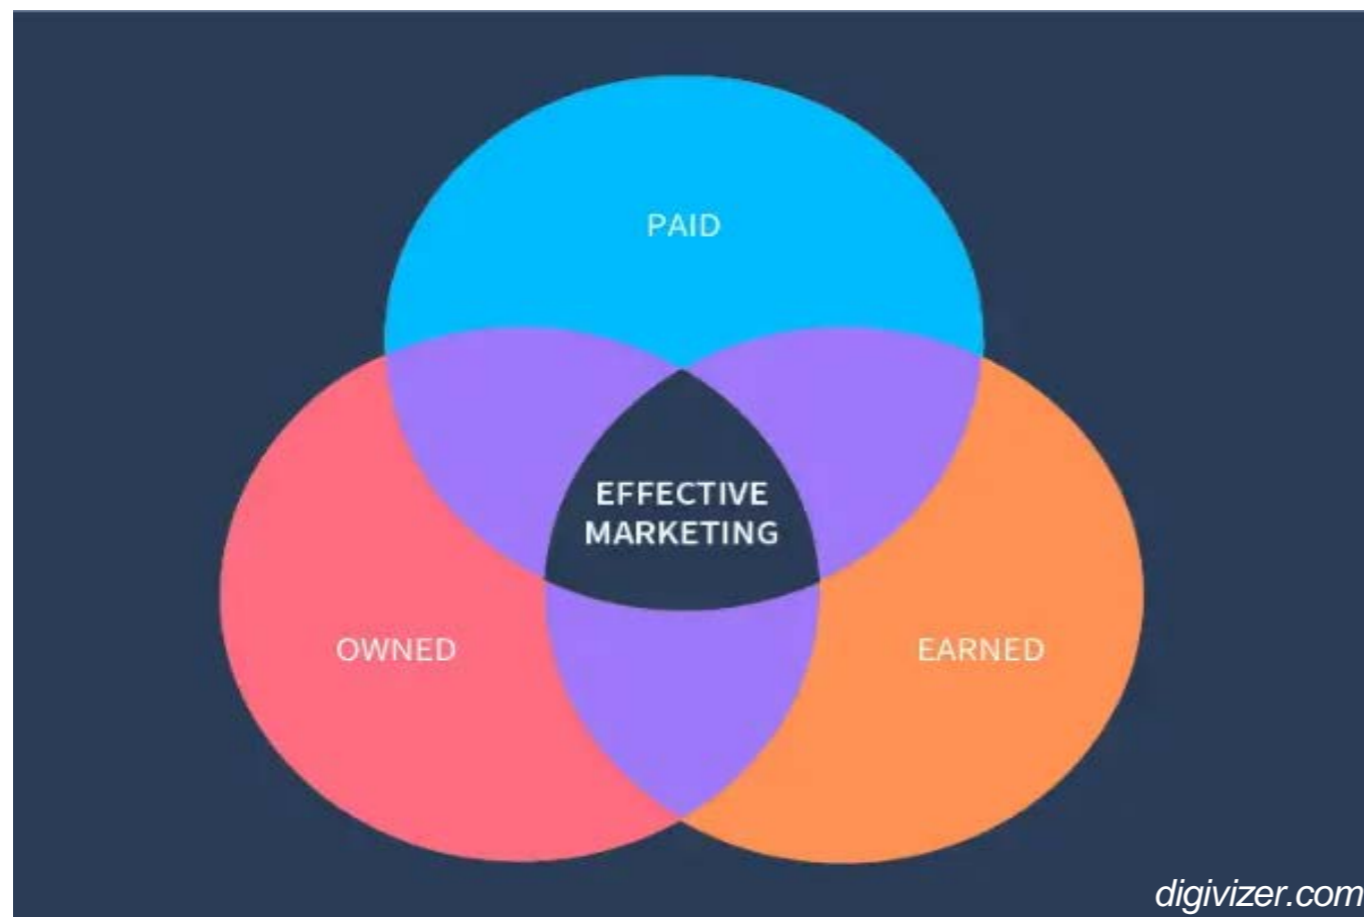 PAID
EFFECTIVE
MARKETING
OWNED
EARNED
digivizer.com